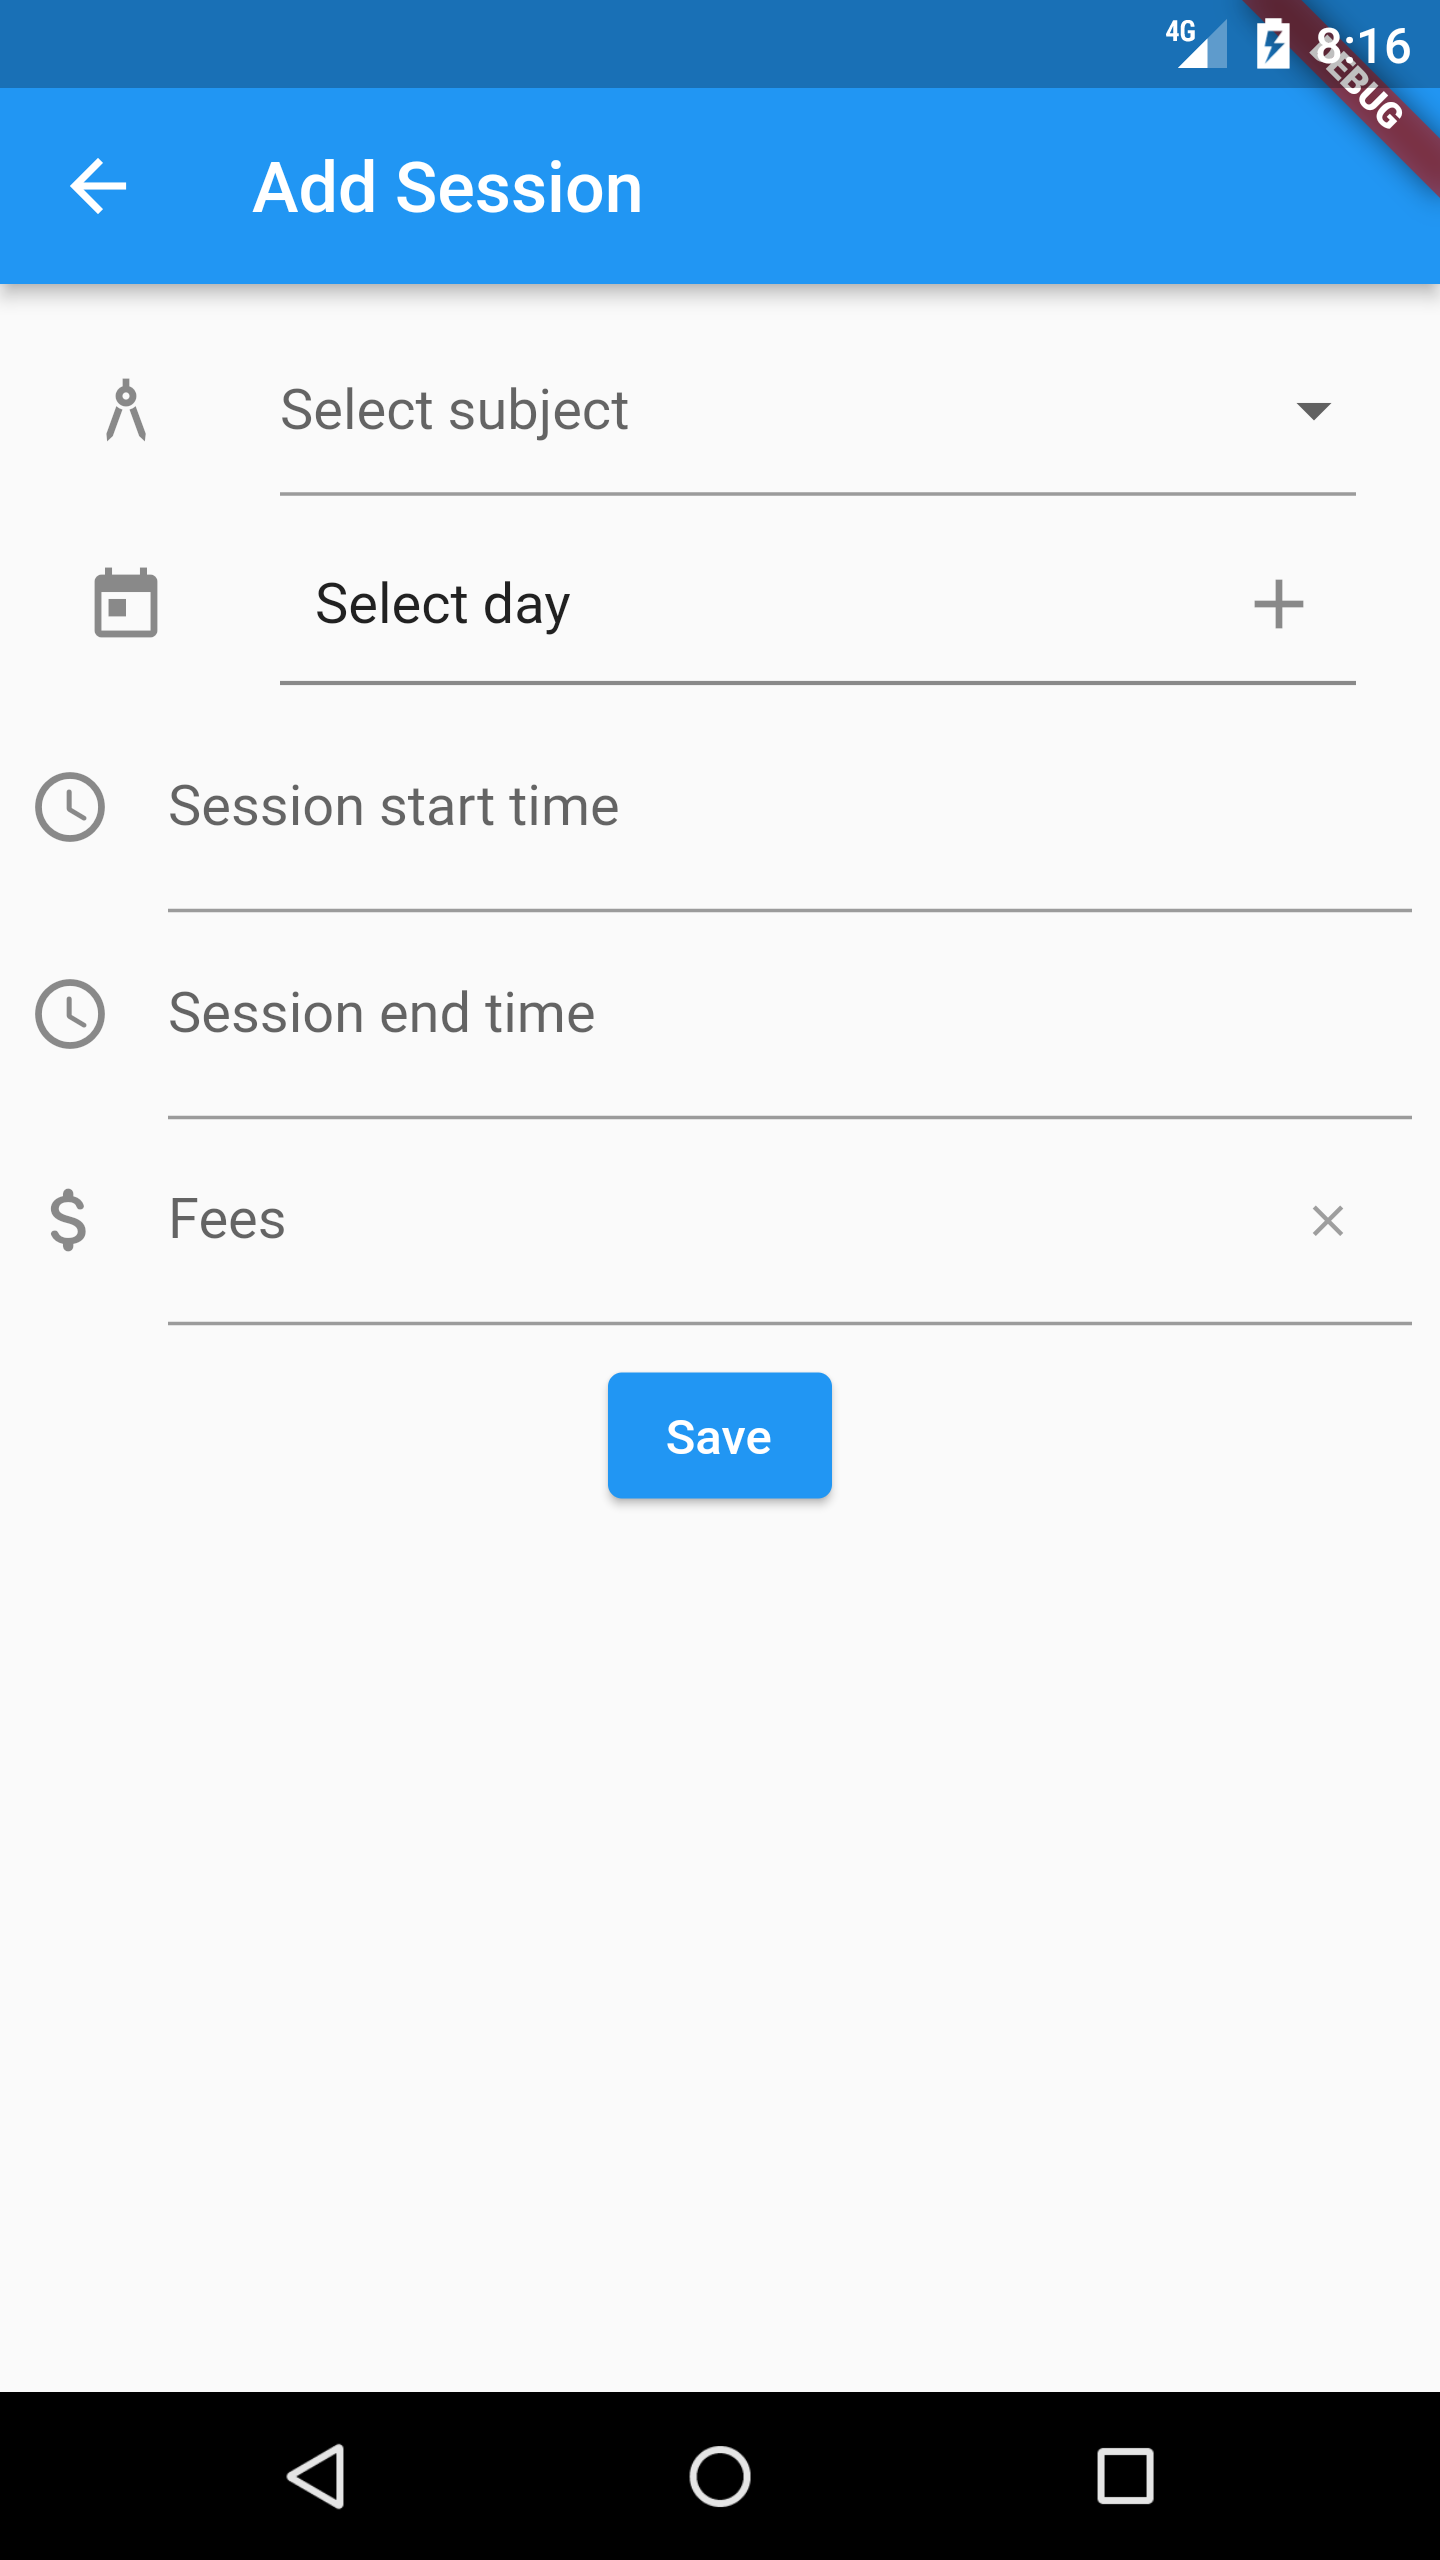 4G 8:16
DEBUG
Add Session
Select subject
Select day
Session start time
Session end time
$ Fees
Save